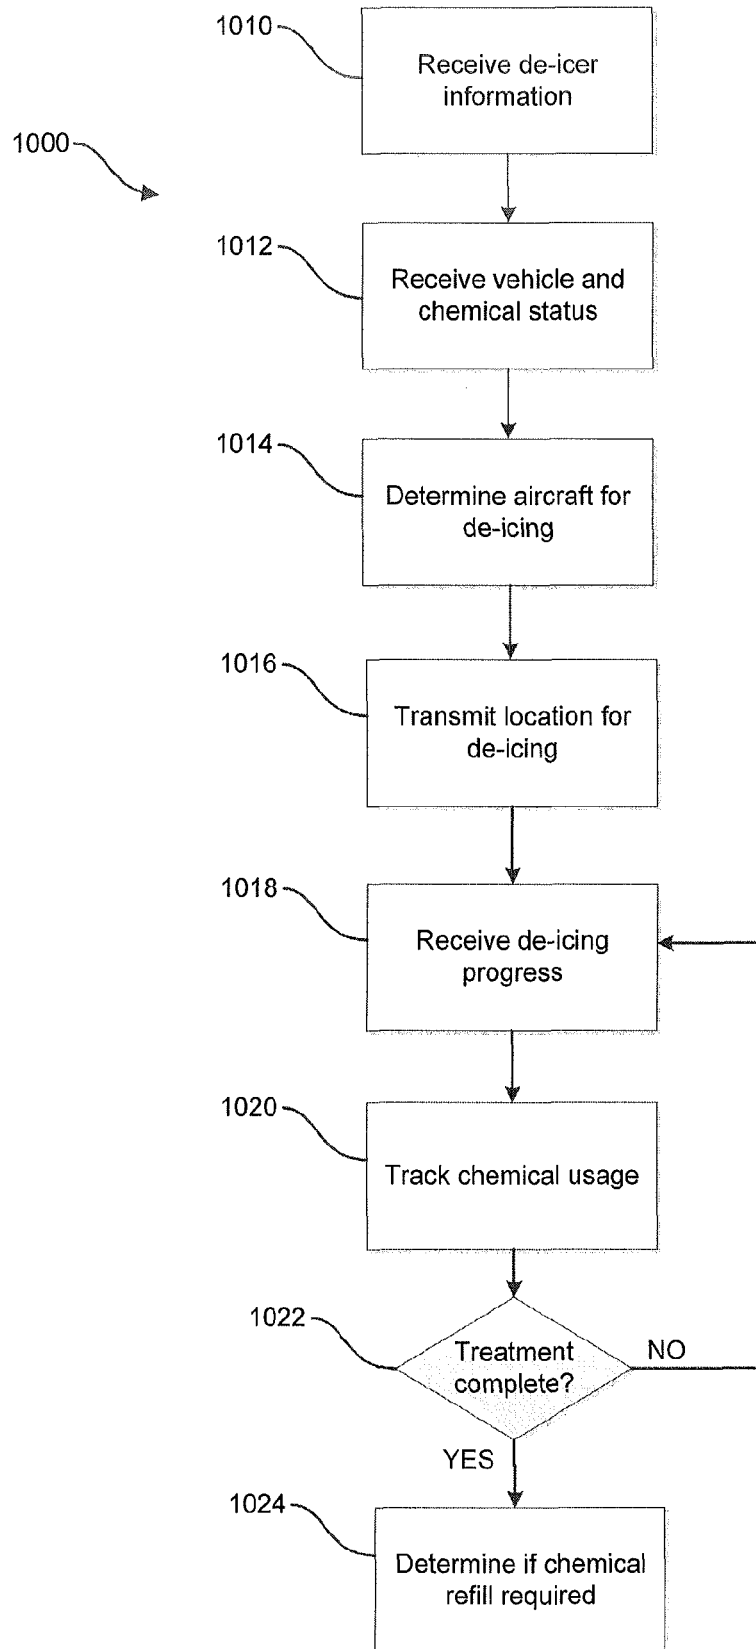 1000
1010
Receive de-icer
information
1012
Receive vehicle and
chemical status
1014
Determine aircraft for
de-icing
1016
Transmit location for
de-icing
1018
Receive de-icing
progress
1020
Track chemical usage
1022
Treatment
complete?
NO
YES
1024
Determine if chemical
refill required